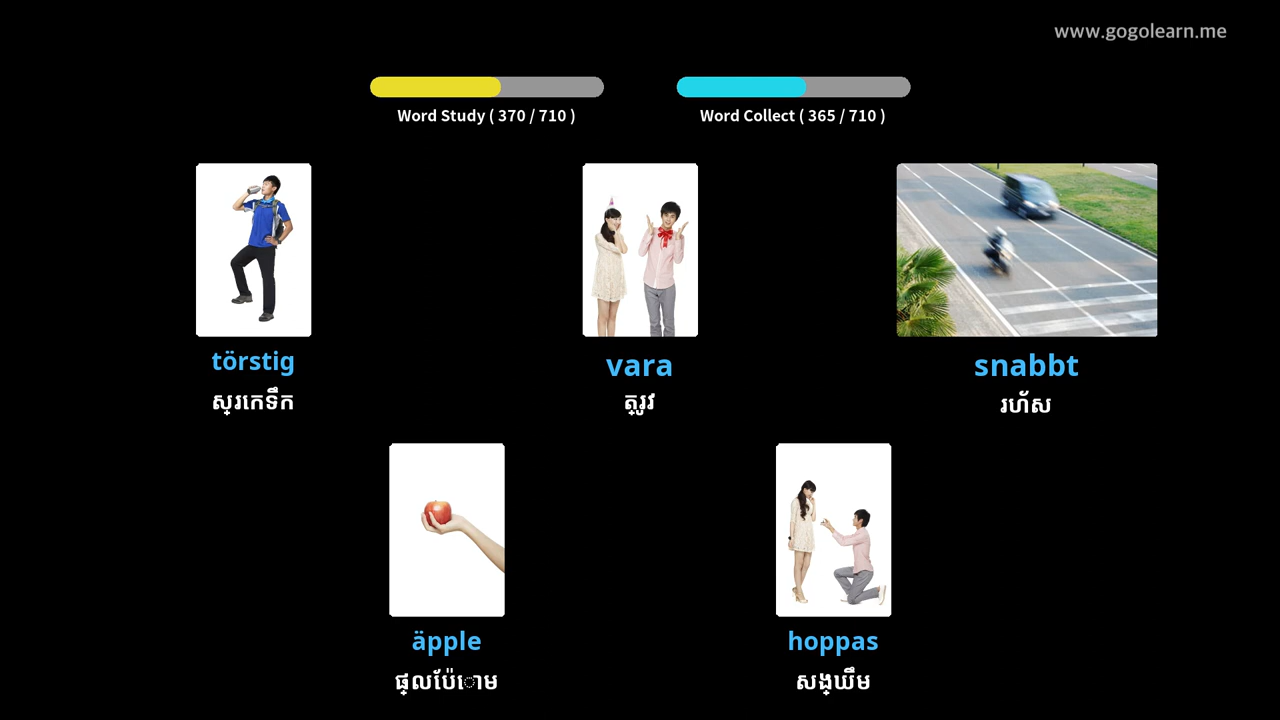 www.gogolearn.me
Word Study ( 370 / 710 )
Word Collect ( 365 / 710 )
törstig
ស្រេកទឹក
vara
ត្រូវ
snabbt
រហ័ស
äpple
ផ្លែប៉ោម
hoppas
សង្ឃឹម